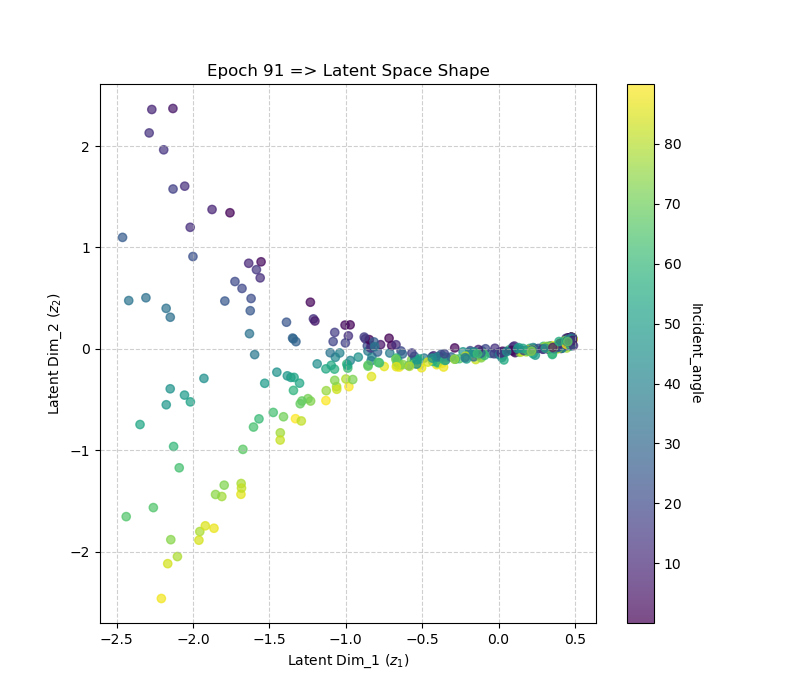 Epoch 91 => Latent Space Shape
Latent Dim_2 (z₂)
2
1
0
−1
−2
−2.5 −2.0 −1.5 −1.0 −0.5 0.0 0.5
Latent Dim_1 (z₁)
80
70
60
50
40
30
20
10
Incident_angle